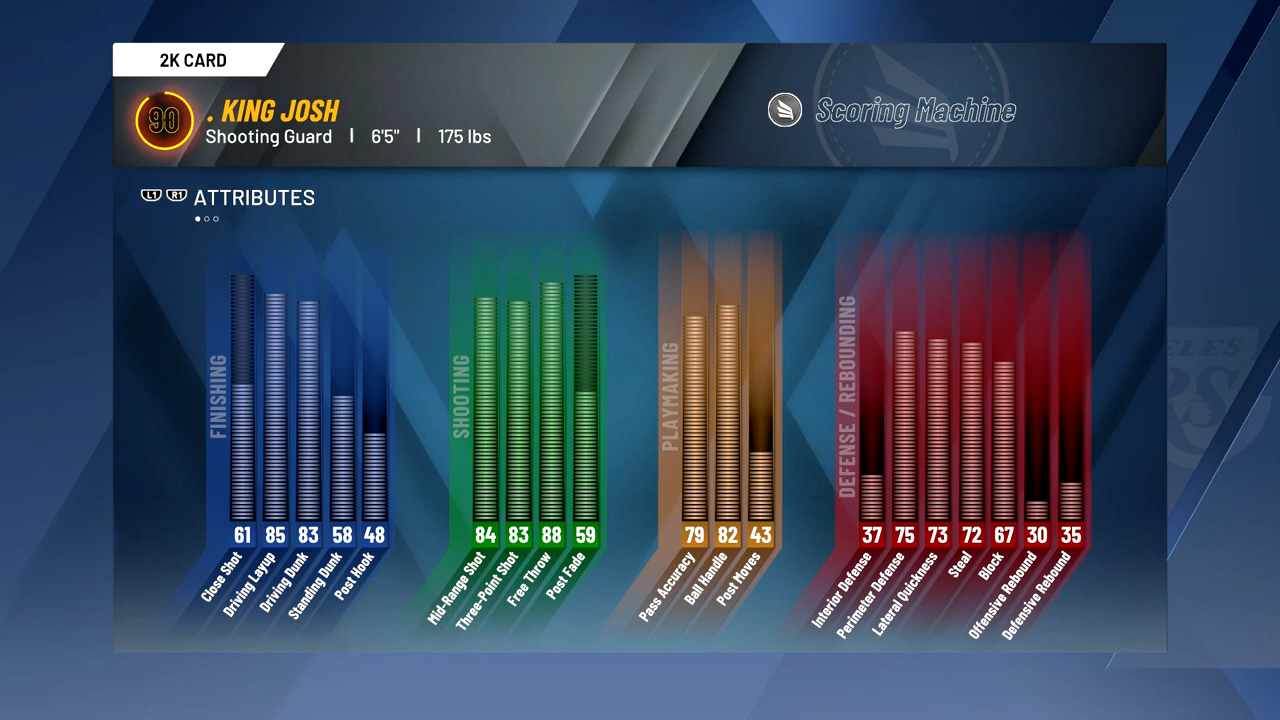 2K CARD
90
. KING JOSH
Shooting Guard | 6'5" | 175 lbs
Scoring Machine
L1 R1 ATTRIBUTES
FINISHING
61 85 83 58 48
Close Shot
Driving Layup
Driving Dunk
Standing Dunk
Post Hook
SHOOTING
84 83 88 59
Mid-Range Shot
Three-Point Shot
Free Throw
Post Fade
PLAYMAKING
79 82 43
Pass Accuracy
Ball Handle
Post Moves
DEFENSE / REBOUNDING
37 75 73 72 67 30 35
Interior Defense
Perimeter Defense
Lateral Quickness
Steal
Block
Offensive Rebound
Defensive Rebound